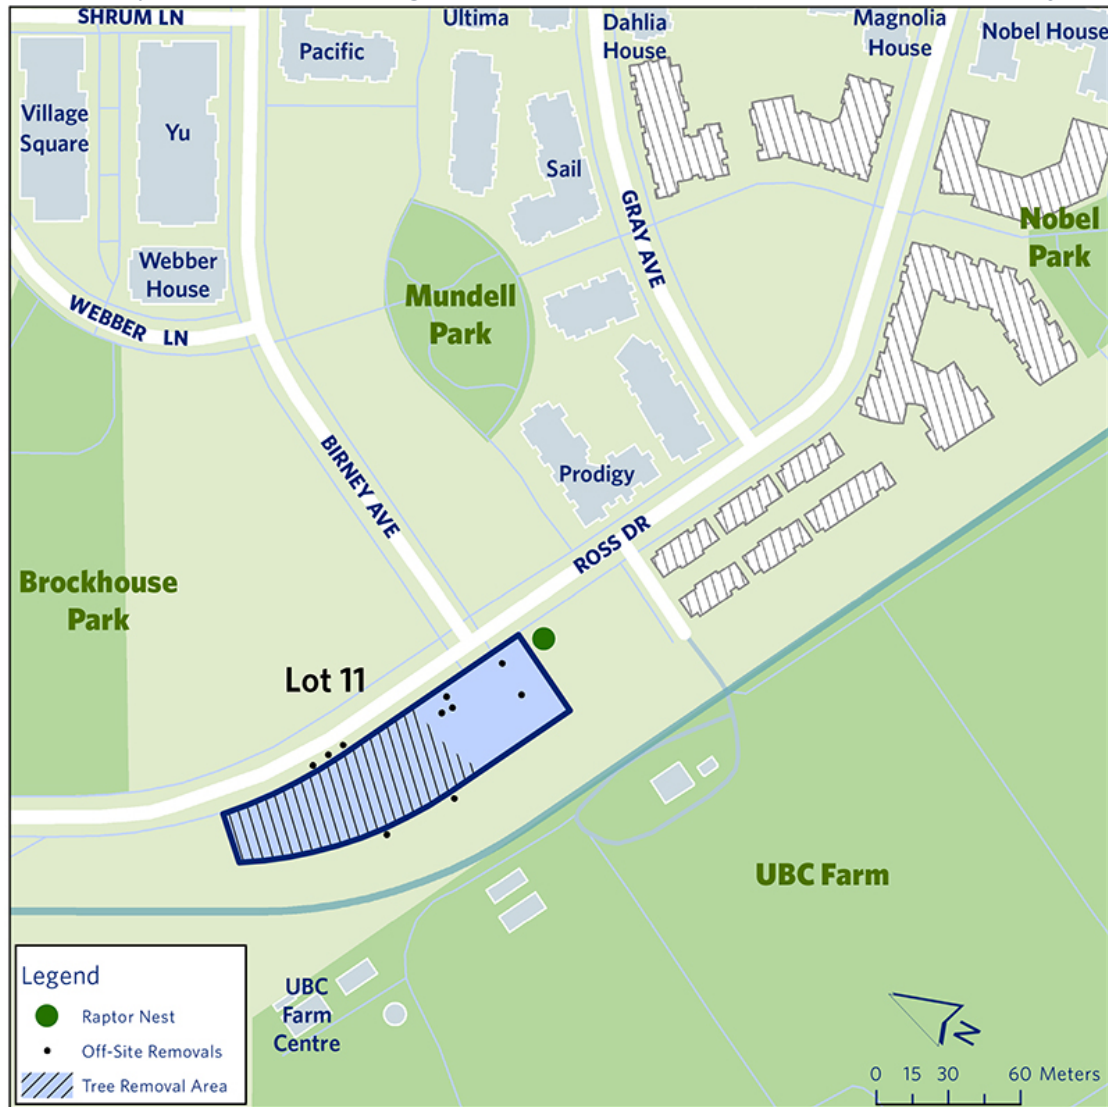 SHRUM LN
Ultima
Dahlia
House
Magnolia
House
Nobel House
Pacific
Village
Square
Yu
Sail
GRAY AVE
Nobel
Park
Webber
House
WEBBER LN
Mundell
Park
BIRNEY AVE
Prodigy
ROSS DR
Brockhouse
Park
Lot 11
UBC Farm
UBC
Farm
Centre
Legend
Raptor Nest
Off-Site Removals
Tree Removal Area
N
0 15 30 60 Meters